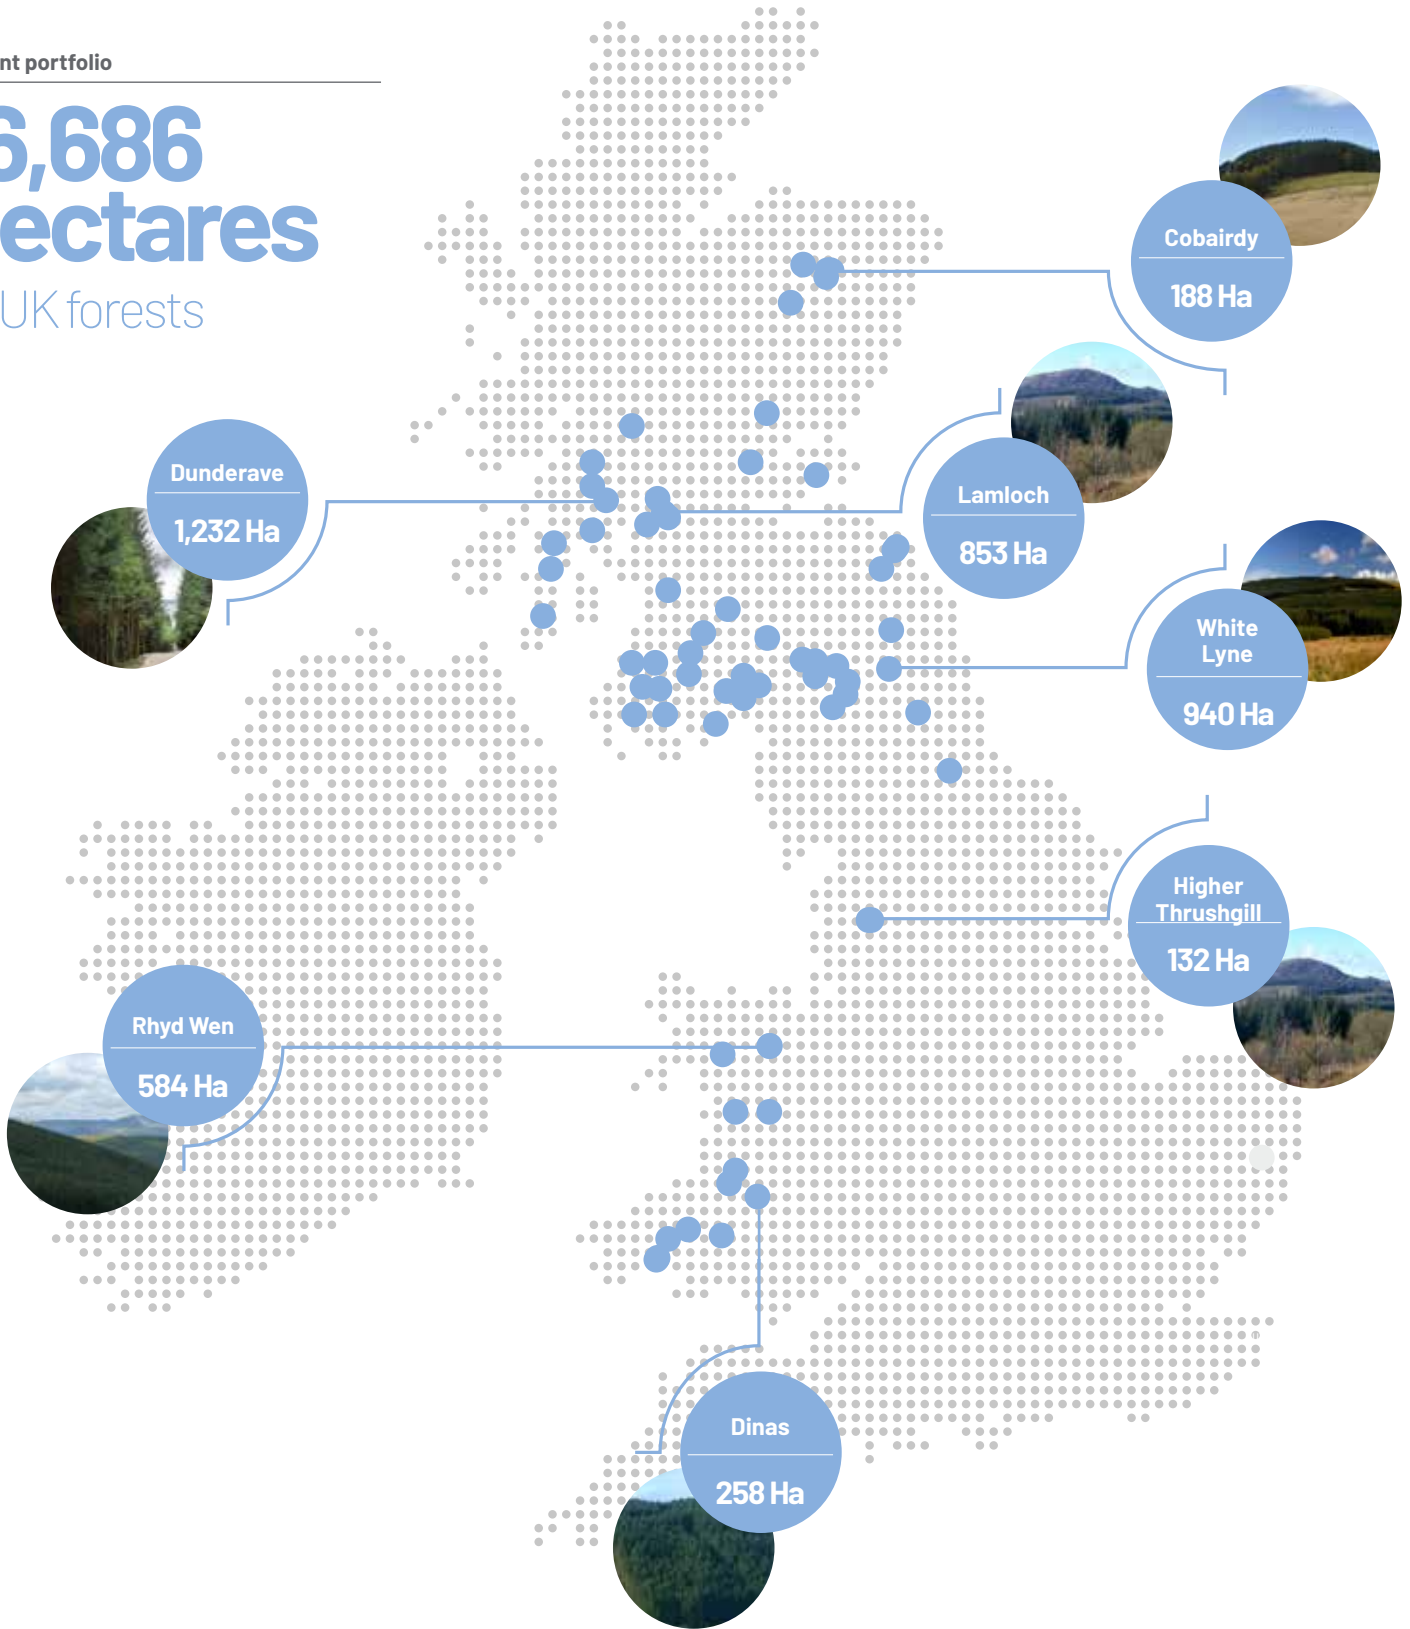 nt portfolio
6,686
ectares
UK forests
Cobairdy
188 Ha
Dunderave
1,232 Ha
Lamloch
853 Ha
White
Lyne
940 Ha
Higher
Thrushgill
132 Ha
Rhyd Wen
584 Ha
Dinas
258 Ha